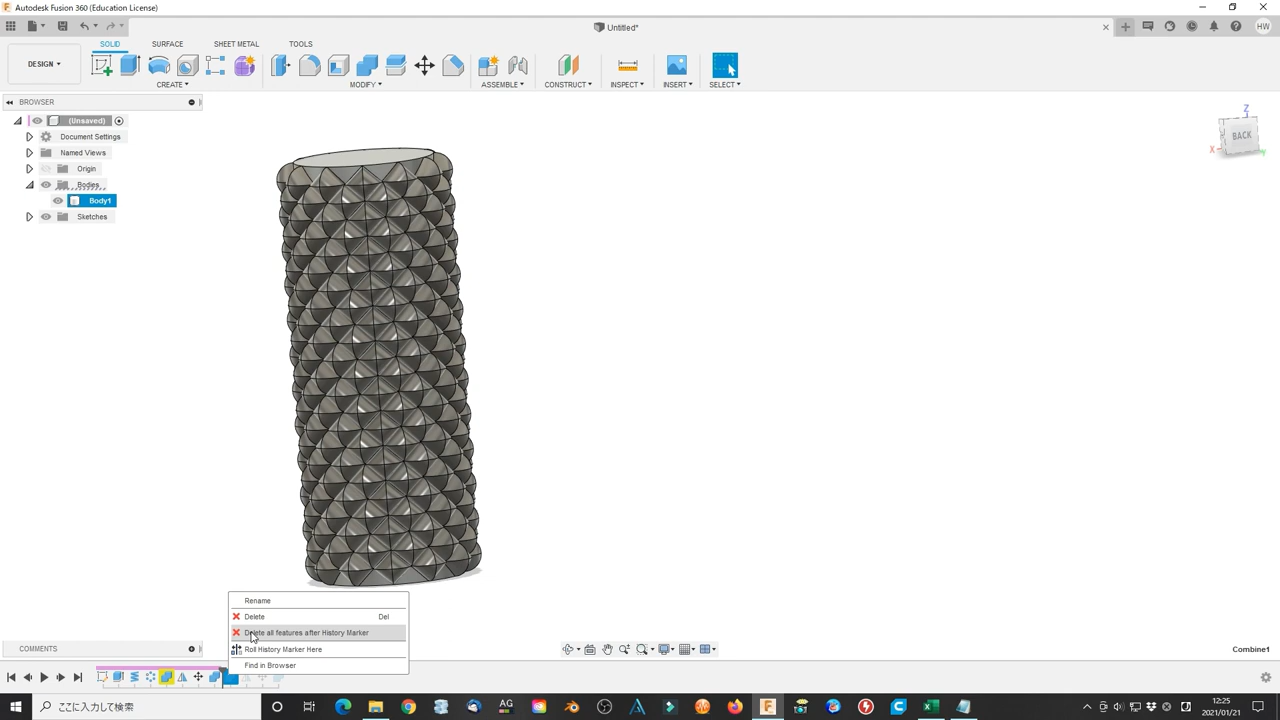 Autodesk Fusion 360 (Education License)
Untitled*
HW
DESIGN
SOLID
SURFACE
SHEET METAL
TOOLS
CREATE
MODIFY
ASSEMBLE
CONSTRUCT
INSPECT
INSERT
SELECT
BROWSER
(Unsaved)
Document Settings
Named Views
Origin
Bodies
Body1
Sketches
Z
BACK
X
Y
Rename
Delete Del
Delete all features after History Marker
Roll History Marker Here
Find in Browser
COMMENTS
Combine1
ここに入力して検索
AG
12:25
2021/01/21